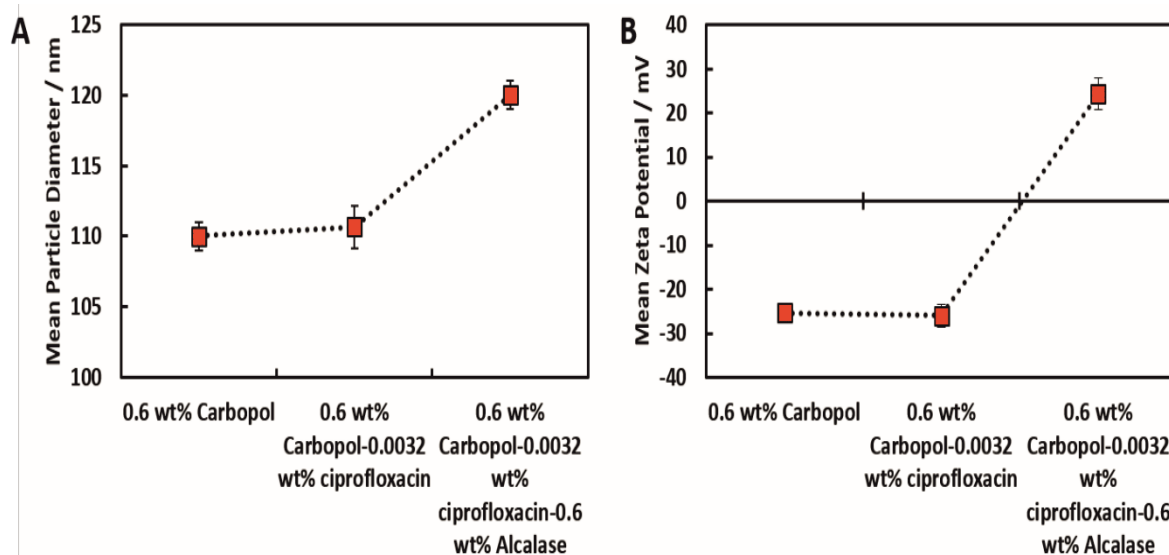 A
Mean Particle Diameter / nm
125
120
115
110
105
100
0.6 wt% Carbopol
0.6 wt%
Carbopol-0.0032
wt% ciprofloxacin
0.6 wt%
Carbopol-0.0032
wt%
ciprofloxacin-0.6
wt% Alcalase
B
Mean Zeta Potential / mV
40
30
20
10
0
-10
-20
-30
-40
0.6 wt% Carbopol
0.6 wt%
Carbopol-0.0032
wt% ciprofloxacin
0.6 wt%
Carbopol-0.0032
wt%
ciprofloxacin-0.6
wt% Alcalase